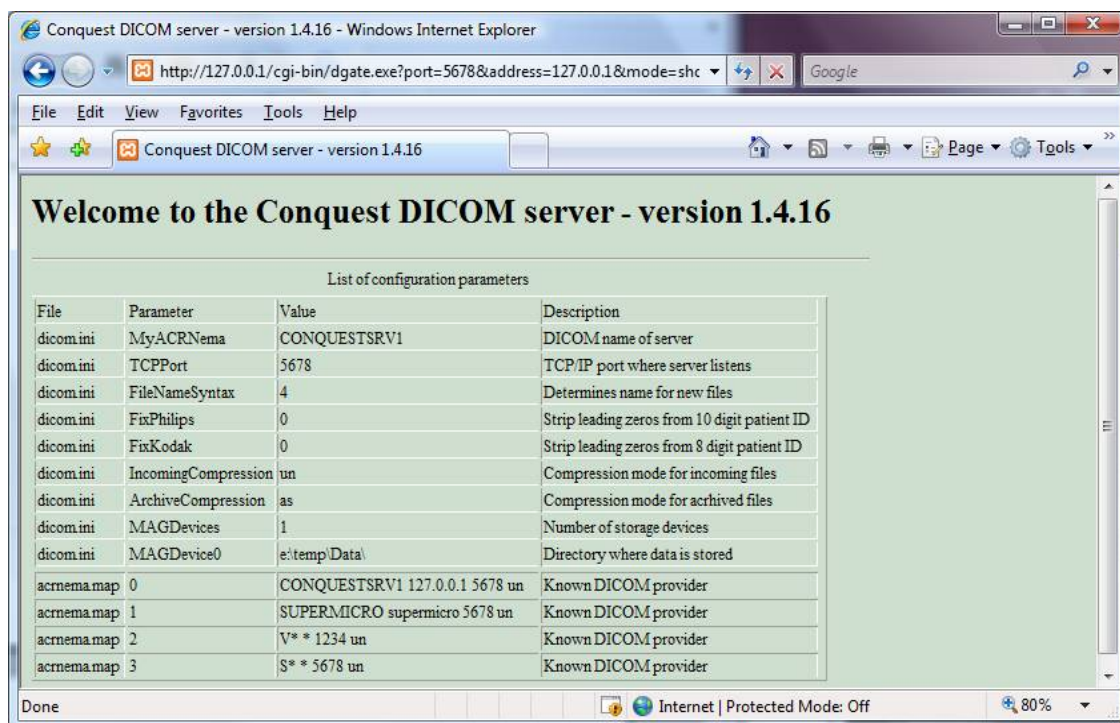 Conquest DICOM server - version 1.4.16 - Windows Internet Explorer
http://127.0.0.1/cgi-bin/dgate.exe?port=5678&address=127.0.0.1&mode=shc
Google
File Edit View Favorites Tools Help
Conquest DICOM server - version 1.4.16
Page Tools
Welcome to the Conquest DICOM server - version 1.4.16
List of configuration parameters
File Parameter Value Description
dicom.ini MyACRNema CONQUESTSRV1 DICOM name of server
dicom.ini TCPPort 5678 TCP/IP port where server listens
dicom.ini FileNameSyntax 4 Determines name for new files
dicom.ini FixPhilips 0 Strip leading zeros from 10 digit patient ID
dicom.ini FixKodak 0 Strip leading zeros from 8 digit patient ID
dicom.ini IncomingCompression un Compression mode for incoming files
dicom.ini ArchiveCompression as Compression mode for acrhived files
dicom.ini MAGDevices 1 Number of storage devices
dicom.ini MAGDevice0 e:\temp\Data\ Directory where data is stored
acrnema.map 0 CONQUESTSRV1 127.0.0.1 5678 un Known DICOM provider
acrnema.map 1 SUPERMICRO supermicro 5678 un Known DICOM provider
acrnema.map 2 V* * 1234 un Known DICOM provider
acrnema.map 3 S* * 5678 un Known DICOM provider
Done Internet | Protected Mode: Off 80%